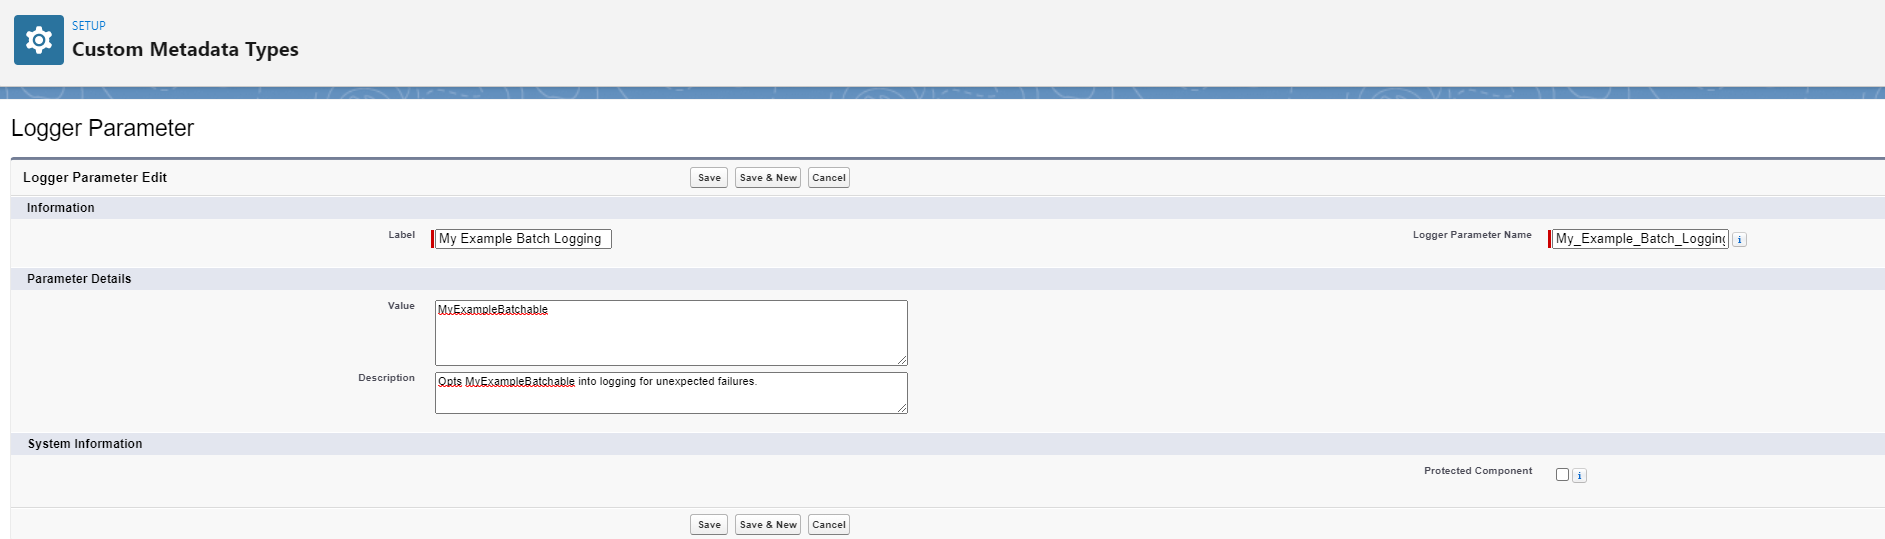 SETUP
Custom Metadata Types
Logger Parameter
Logger Parameter Edit
Save
Save & New
Cancel
Information
Label
My Example Batch Logging
Logger Parameter Name
My_Example_Batch_Logging
i
Parameter Details
Value
MyExampleBatchable
Description
Opts MyExampleBatchable into logging for unexpected failures.
System Information
Protected Component
i
Save
Save & New
Cancel